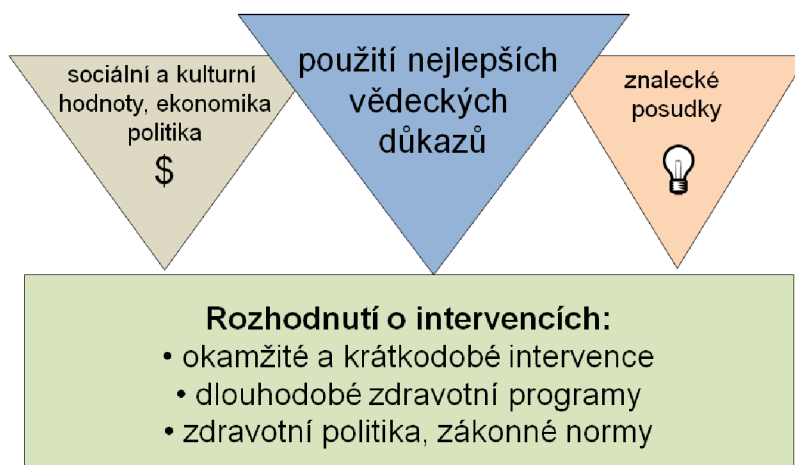 sociální a kulturní
hodnoty, ekonomika
politika
$
použití nejlepších
vědeckých
důkazů
znalecké
posudky
Rozhodnutí o intervencích:
• okamžité a krátkodobé intervence
• dlouhodobé zdravotní programy
• zdravotní politika, zákonné normy